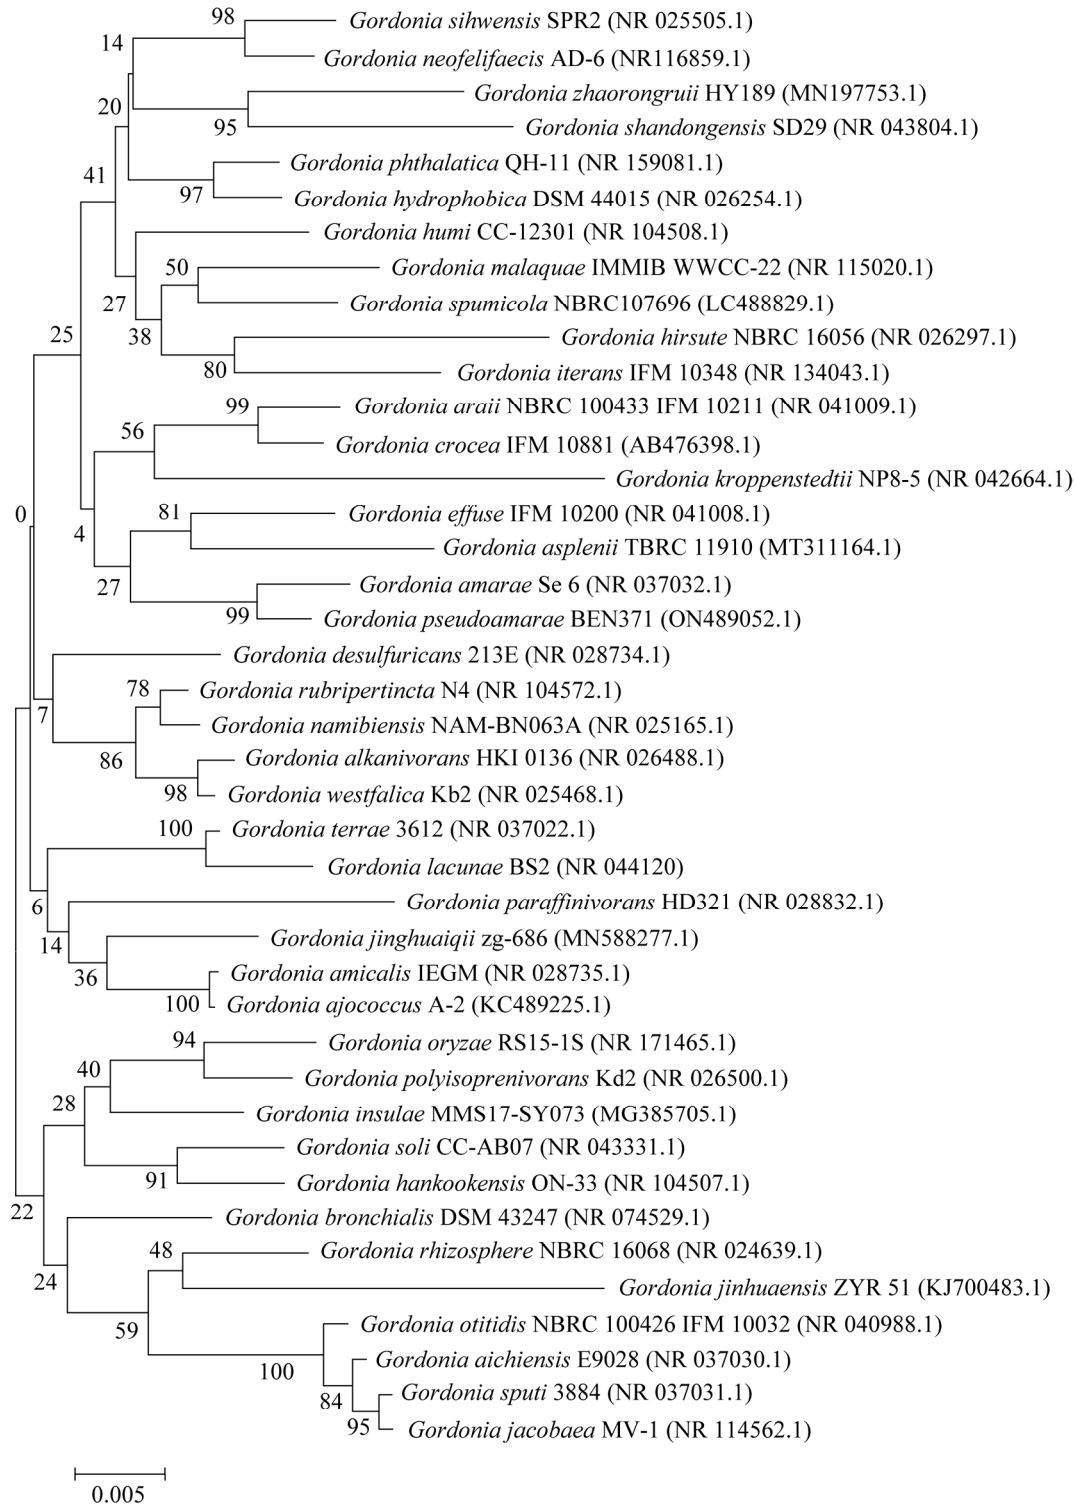 98
Gordonia sihwensis SPR2 (NR 025505.1)
14
Gordonia neofelifaecis AD-6 (NR116859.1)
Gordonia zhaorongruii HY189 (MN197753.1)
20
95
Gordonia shandongensis SD29 (NR 043804.1)
Gordonia phthalatica QH-11 (NR 159081.1)
41
97
Gordonia hydrophobica DSM 44015 (NR 026254.1)
Gordonia humi CC-12301 (NR 104508.1)
50
Gordonia malaquae IMMIB WWCC-22 (NR 115020.1)
27
Gordonia spumicola NBRC107696 (LC488829.1)
25
38
Gordonia hirsute NBRC 16056 (NR 026297.1)
80
Gordonia iterans IFM 10348 (NR 134043.1)
99
Gordonia araii NBRC 100433 IFM 10211 (NR 041009.1)
56
Gordonia crocea IFM 10881 (AB476398.1)
Gordonia kroppenstedtii NP8-5 (NR 042664.1)
0
81
Gordonia effuse IFM 10200 (NR 041008.1)
4
Gordonia asplenii TBRC 11910 (MT311164.1)
27
Gordonia amarae Se 6 (NR 037032.1)
99
Gordonia pseudoamarae BEN371 (ON489052.1)
Gordonia desulfuricans 213E (NR 028734.1)
78
Gordonia rubripertincta N4 (NR 104572.1)
7
Gordonia namibiensis NAM-BN063A (NR 025165.1)
86
Gordonia alkanivorans HKI 0136 (NR 026488.1)
98
Gordonia westfalica Kb2 (NR 025468.1)
100
Gordonia terrae 3612 (NR 037022.1)
Gordonia lacunae BS2 (NR 044120)
6
Gordonia paraffinivorans HD321 (NR 028832.1)
14
Gordonia jinghuaiqii zg-686 (MN588277.1)
36
Gordonia amicalis IEGM (NR 028735.1)
100
Gordonia ajococcus A-2 (KC489225.1)
94
Gordonia oryzae RS15-1S (NR 171465.1)
40
Gordonia polyisoprenivorans Kd2 (NR 026500.1)
28
Gordonia insulae MMS17-SY073 (MG385705.1)
Gordonia soli CC-AB07 (NR 043331.1)
91
Gordonia hankookensis ON-33 (NR 104507.1)
22
Gordonia bronchialis DSM 43247 (NR 074529.1)
48
Gordonia rhizosphere NBRC 16068 (NR 024639.1)
24
Gordonia jinhuaensis ZYR 51 (KJ700483.1)
59
Gordonia otitidis NBRC 100426 IFM 10032 (NR 040988.1)
100
Gordonia aichiensis E9028 (NR 037030.1)
84
Gordonia sputi 3884 (NR 037031.1)
95
Gordonia jacobaea MV-1 (NR 114562.1)
0.005